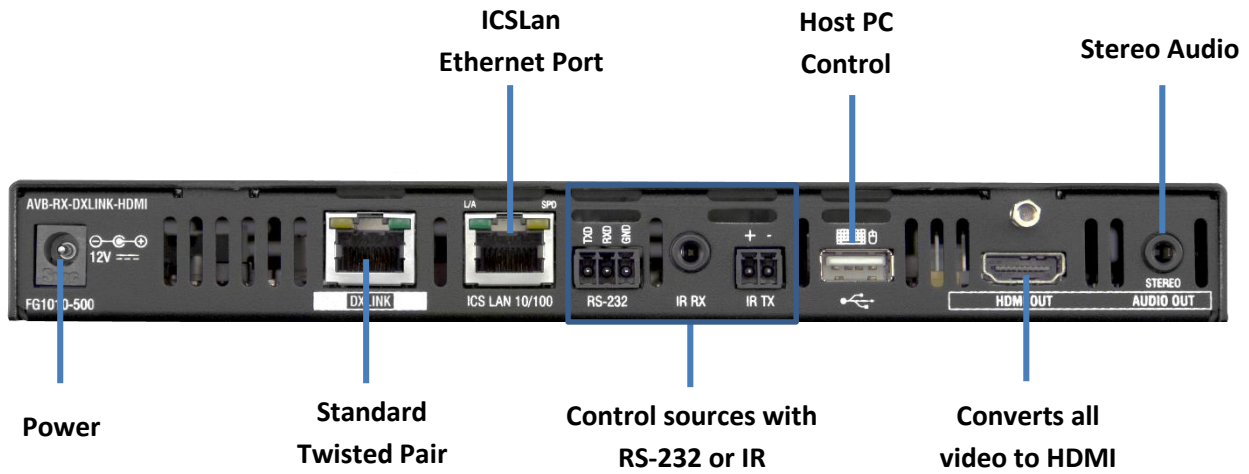 ICSLan
Ethernet Port
Host PC
Control
Stereo Audio
AVB-RX-DXLINK-HDMI
12V
FG1010-500
DXLINK
L/A SPD
ICS LAN 10/100
TXD RXD GND
RS-232
IR RX
+ -
IR TX
HDMI OUT
STEREO
AUDIO OUT
Power
Standard
Twisted Pair
Control sources with
RS-232 or IR
Converts all
video to HDMI